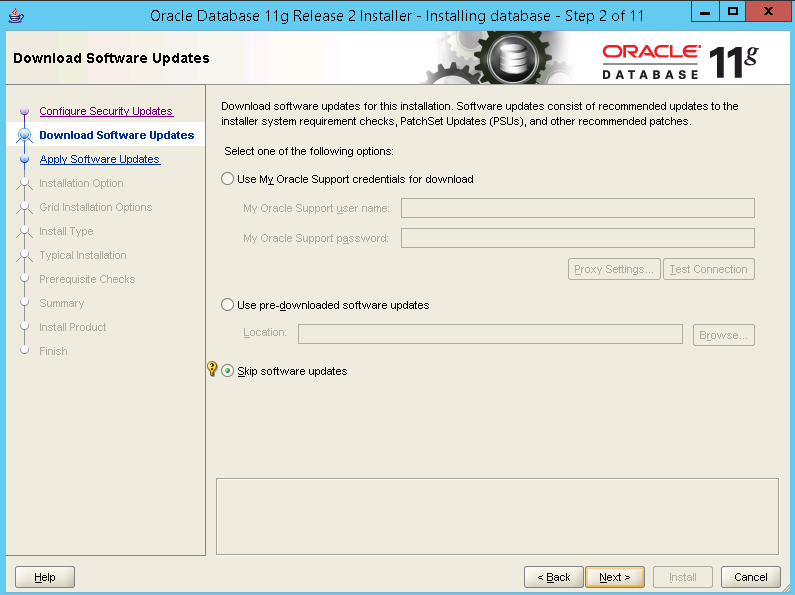 Oracle Database 11g Release 2 Installer - Installing database - Step 2 of 11
Download Software Updates
ORACLE
DATABASE
11g
Configure Security Updates
Download Software Updates
Apply Software Updates
Installation Option
Grid Installation Options
Install Type
Typical Installation
Prerequisite Checks
Summary
Install Product
Finish
Download software updates for this installation. Software updates consist of recommended updates to the
installer system requirement checks, PatchSet Updates (PSUs), and other recommended patches.
Select one of the following options:
Use My Oracle Support credentials for download
My Oracle Support user name:
My Oracle Support password:
Proxy Settings...
Test Connection
Use pre-downloaded software updates
Location:
Browse...
Skip software updates
Help
< Back
Next >
Install
Cancel